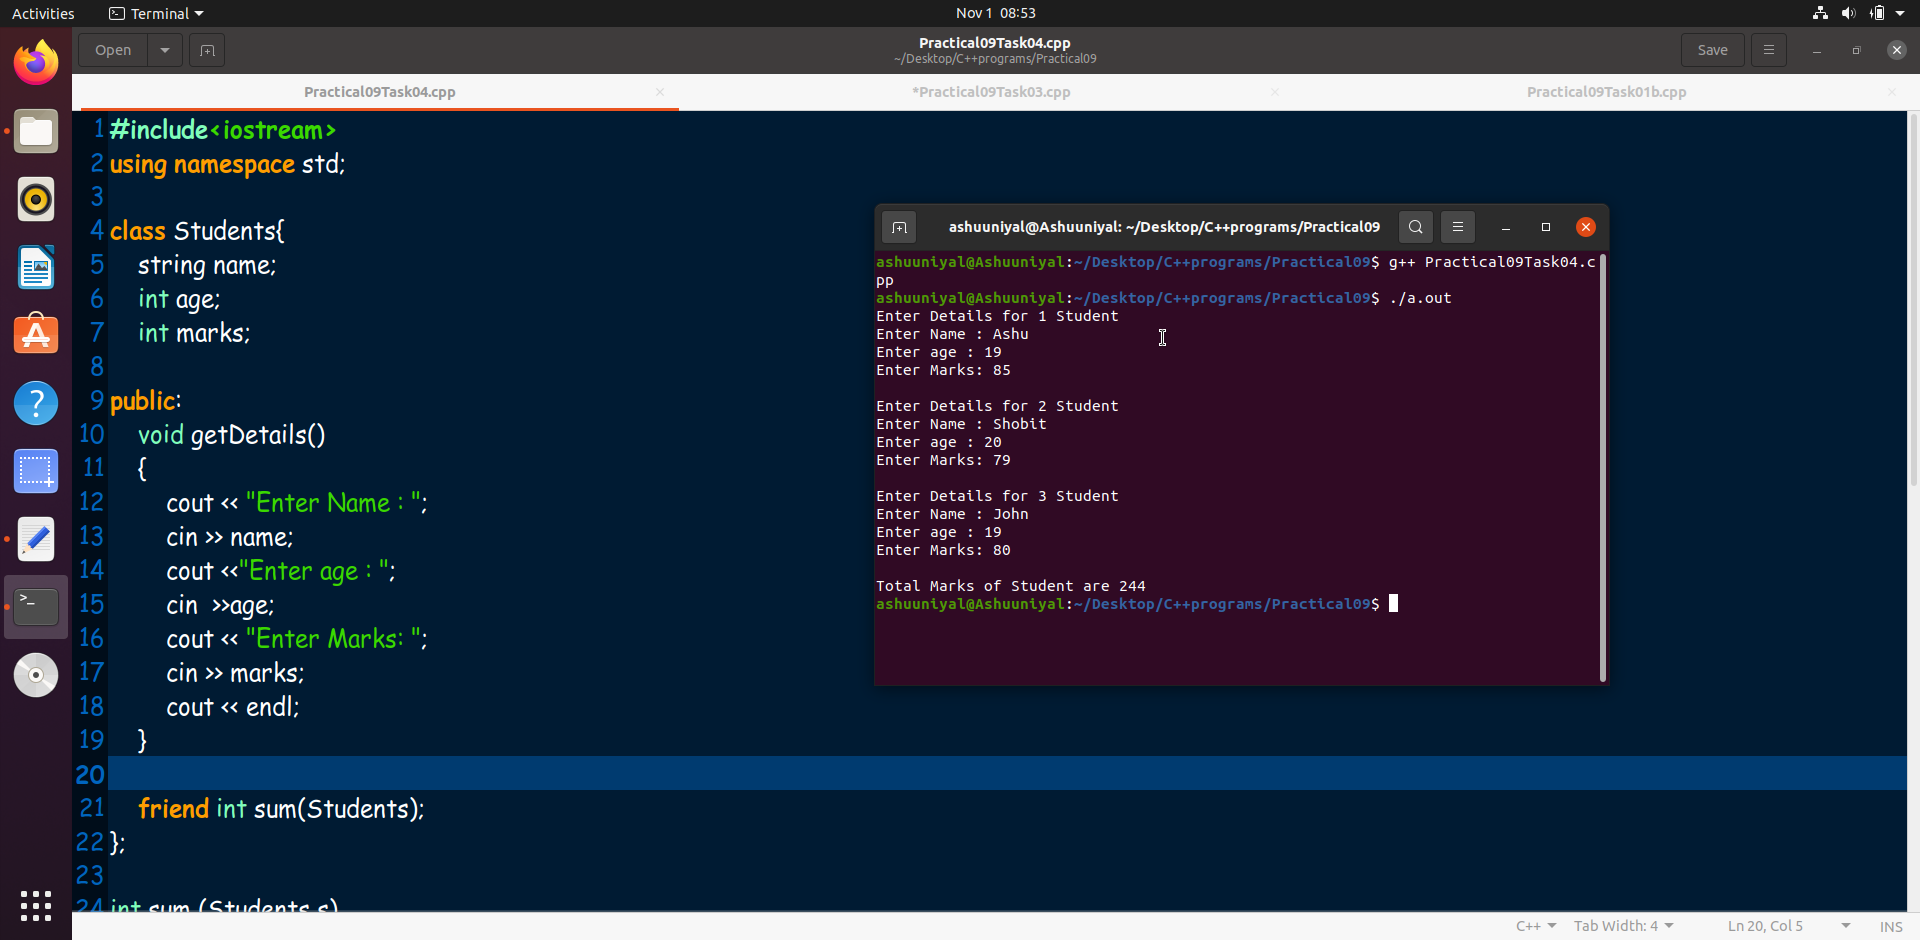 Activities
Terminal
Nov 1 08:53
Open
Practical09Task04.cpp
~/Desktop/C++programs/Practical09
Save
Practical09Task04.cpp
*Practical09Task03.cpp
Practical09Task01b.cpp
1 #include<iostream>
2 using namespace std;
3
4 class Students{
5 string name;
6 int age;
7 int marks;
8
9 public:
10 void getDetails()
11 {
12 cout << "Enter Name : ";
13 cin >> name;
14 cout <<"Enter age : ";
15 cin  >>age;
16 cout << "Enter Marks: ";
17 cin >> marks;
18 cout << endl;
19 }
20
21 friend int sum(Students);
22 };
23
24 int sum (Students s)
ashuuniyal@Ashuuniyal: ~/Desktop/C++programs/Practical09
ashuuniyal@Ashuuniyal:~/Desktop/C++programs/Practical09$ g++ Practical09Task04.c
pp
ashuuniyal@Ashuuniyal:~/Desktop/C++programs/Practical09$ ./a.out
Enter Details for 1 Student
Enter Name : Ashu
Enter age : 19
Enter Marks: 85
Enter Details for 2 Student
Enter Name : Shobit
Enter age : 20
Enter Marks: 79
Enter Details for 3 Student
Enter Name : John
Enter age : 19
Enter Marks: 80
Total Marks of Student are 244
ashuuniyal@Ashuuniyal:~/Desktop/C++programs/Practical09$
C++
Tab Width: 4
Ln 20, Col 5
INS